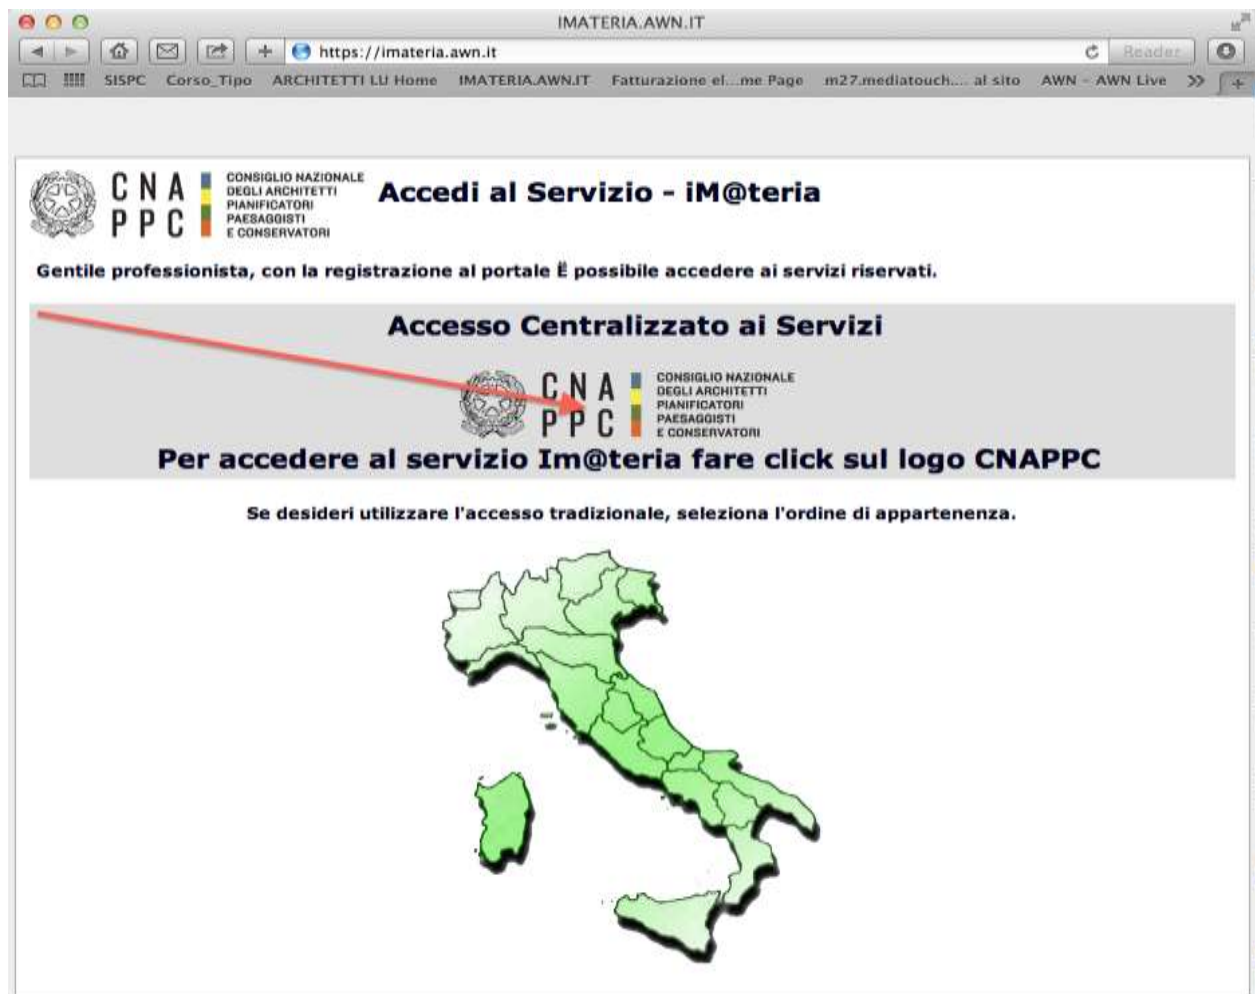 IMATERIA.AWN.IT
https://imateria.awn.it
Reader
SISPC Corso_Tipo ARCHITETTI LU Home IMATERIA.AWN.IT Fatturazione el...me Page m27.mediatouch.... al sito AWN - AWN Live >>
CNA
PPC
CONSIGLIO NAZIONALE
DEGLI ARCHITETTI
PIANIFICATORI
PAESAGGISTI
E CONSERVATORI
Accedi al Servizio - iM@teria
Gentile professionista, con la registrazione al portale Ë possibile accedere ai servizi riservati.
Accesso Centralizzato ai Servizi
CNA
PPC
CONSIGLIO NAZIONALE
DEGLI ARCHITETTI
PIANIFICATORI
PAESAGGISTI
E CONSERVATORI
Per accedere al servizio Im@teria fare click sul logo CNAPPC
Se desideri utilizzare l'accesso tradizionale, seleziona l'ordine di appartenenza.